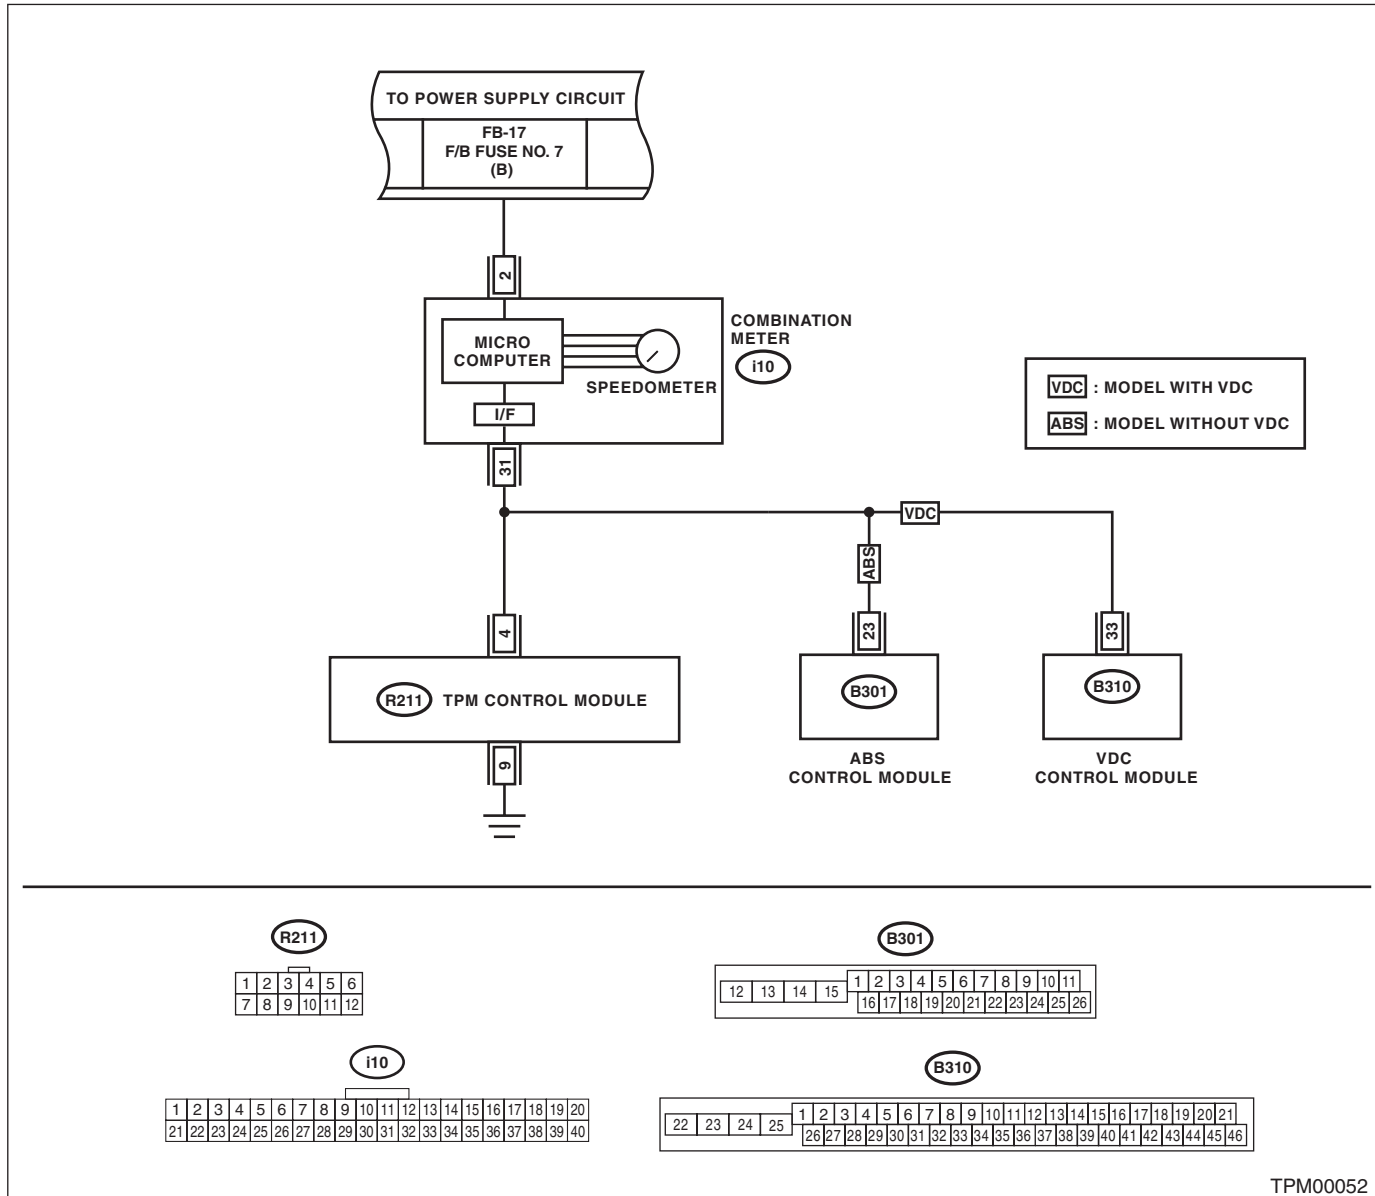 TO POWER SUPPLY CIRCUIT
FB-17
F/B FUSE NO. 7
(B)
2
MICRO
COMPUTER
I/F
SPEEDOMETER
COMBINATION
METER
i10
VDC : MODEL WITH VDC
ABS : MODEL WITHOUT VDC
31
VDC
ABS
4
23
33
R211 TPM CONTROL MODULE
B301
B310
9
ABS
CONTROL MODULE
VDC
CONTROL MODULE
R211
1 2 3 4 5 6
7 8 9 10 11 12
B301
1 2 3 4 5 6 7 8 9 10 11
12 13 14 15
16 17 18 19 20 21 22 23 24 25 26
i10
1 2 3 4 5 6 7 8 9 10 11 12 13 14 15 16 17 18 19 20
21 22 23 24 25 26 27 28 29 30 31 32 33 34 35 36 37 38 39 40
B310
1 2 3 4 5 6 7 8 9 10 11 12 13 14 15 16 17 18 19 20 21
22 23 24 25
26 27 28 29 30 31 32 33 34 35 36 37 38 39 40 41 42 43 44 45 46
TPM00052